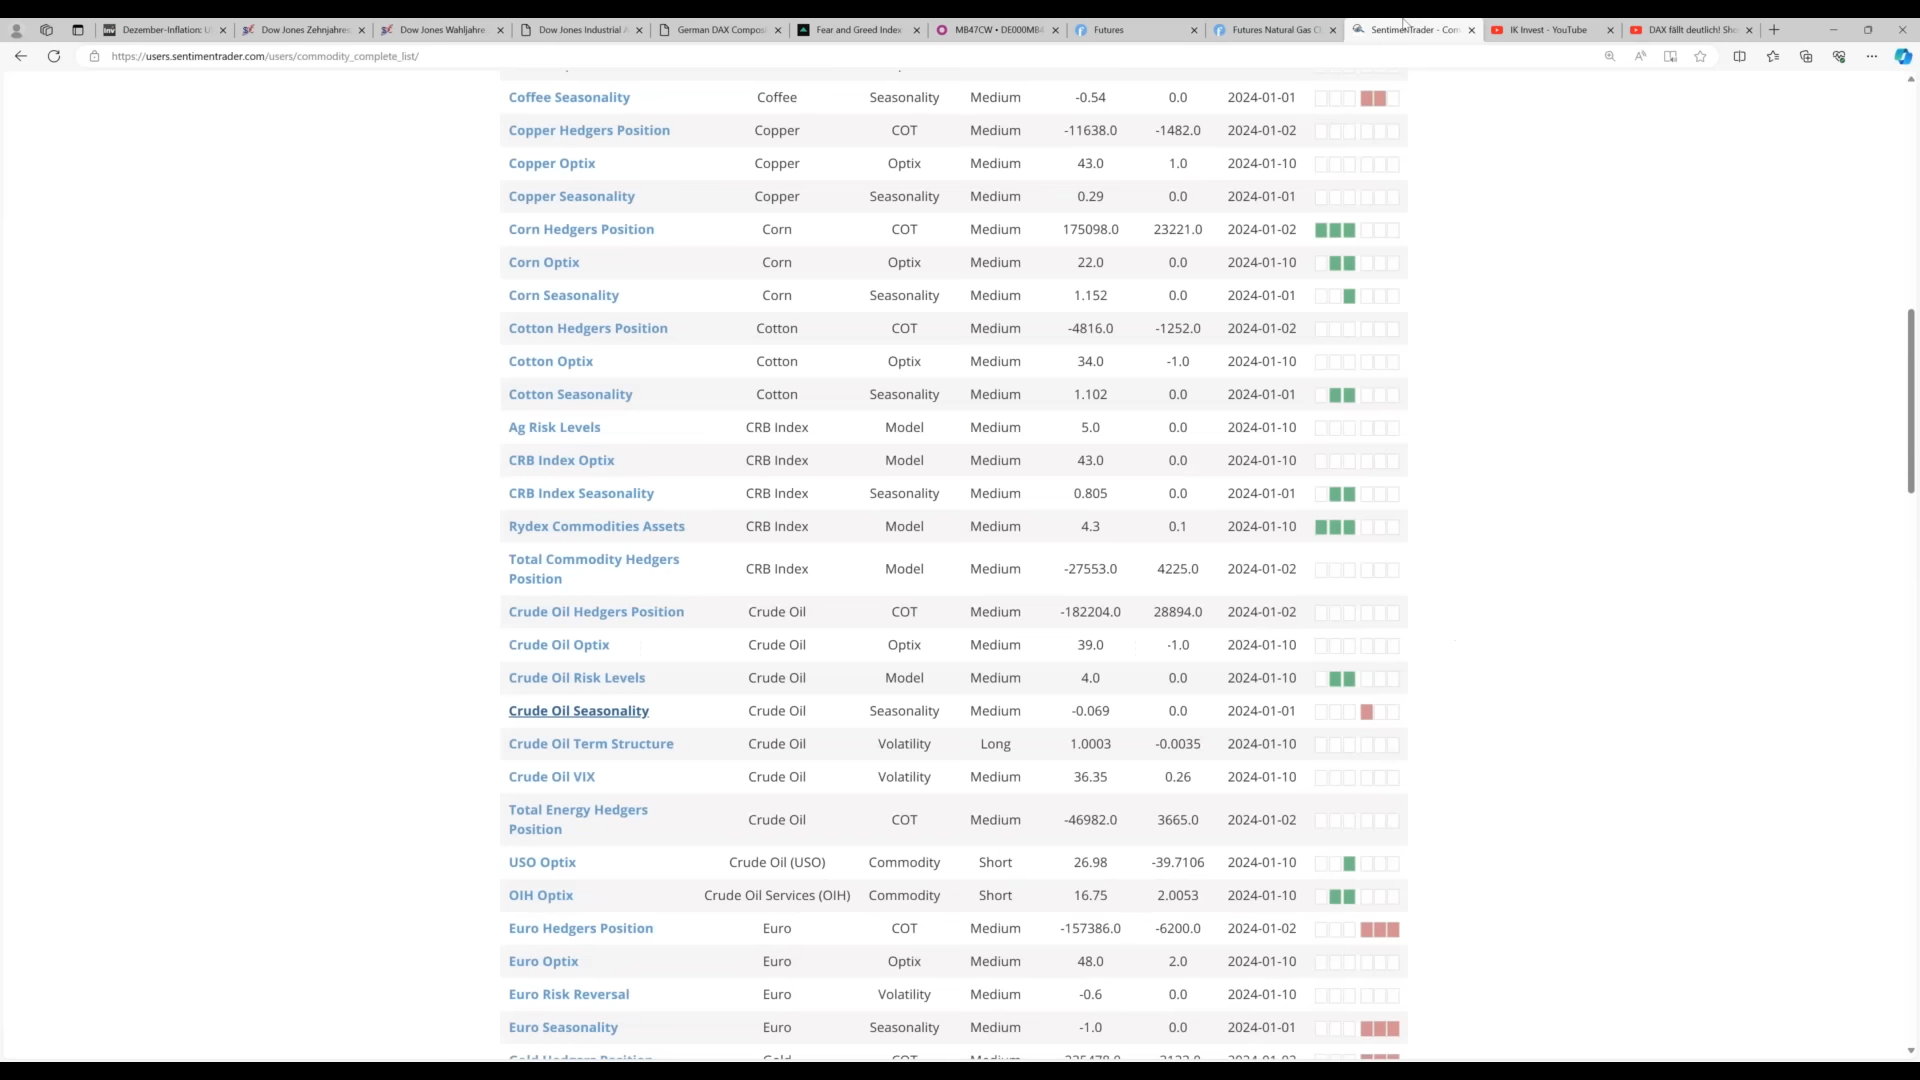 Dezember-Inflation: U
Dow Jones Zehnjahres
Dow Jones Wahljahre
Dow Jones Industrial
German DAX Compos
Fear and Greed Index
MB47CW • DE000MB4
Futures
Futures Natural Gas C
SentimenTrader - Com
IK Invest - YouTube
DAX fällt deutlich! Sho
https://users.sentimentrader.com/users/commodity_complete_list/
Coffee Seasonality Coffee Seasonality Medium -0.54 0.0 2024-01-01
Copper Hedgers Position Copper COT Medium -11638.0 -1482.0 2024-01-02
Copper Optix Copper Optix Medium 43.0 1.0 2024-01-10
Copper Seasonality Copper Seasonality Medium 0.29 0.0 2024-01-01
Corn Hedgers Position Corn COT Medium 175098.0 23221.0 2024-01-02
Corn Optix Corn Optix Medium 22.0 0.0 2024-01-10
Corn Seasonality Corn Seasonality Medium 1.152 0.0 2024-01-01
Cotton Hedgers Position Cotton COT Medium -4816.0 -1252.0 2024-01-02
Cotton Optix Cotton Optix Medium 34.0 -1.0 2024-01-10
Cotton Seasonality Cotton Seasonality Medium 1.102 0.0 2024-01-01
Ag Risk Levels CRB Index Model Medium 5.0 0.0 2024-01-10
CRB Index Optix CRB Index Model Medium 43.0 0.0 2024-01-10
CRB Index Seasonality CRB Index Seasonality Medium 0.805 0.0 2024-01-01
Rydex Commodities Assets CRB Index Model Medium 4.3 0.1 2024-01-10
Total Commodity Hedgers
Position CRB Index Model Medium -27553.0 4225.0 2024-01-02
Crude Oil Hedgers Position Crude Oil COT Medium -182204.0 28894.0 2024-01-02
Crude Oil Optix Crude Oil Optix Medium 39.0 -1.0 2024-01-10
Crude Oil Risk Levels Crude Oil Model Medium 4.0 0.0 2024-01-10
Crude Oil Seasonality Crude Oil Seasonality Medium -0.069 0.0 2024-01-01
Crude Oil Term Structure Crude Oil Volatility Long 1.0003 -0.0035 2024-01-10
Crude Oil VIX Crude Oil Volatility Medium 36.35 0.26 2024-01-10
Total Energy Hedgers
Position Crude Oil COT Medium -46982.0 3665.0 2024-01-02
USO Optix Crude Oil (USO) Commodity Short 26.98 -39.7106 2024-01-10
OIH Optix Crude Oil Services (OIH) Commodity Short 16.75 2.0053 2024-01-10
Euro Hedgers Position Euro COT Medium -157386.0 -6200.0 2024-01-02
Euro Optix Euro Optix Medium 48.0 2.0 2024-01-10
Euro Risk Reversal Euro Volatility Medium -0.6 0.0 2024-01-10
Euro Seasonality Euro Seasonality Medium -1.0 0.0 2024-01-01